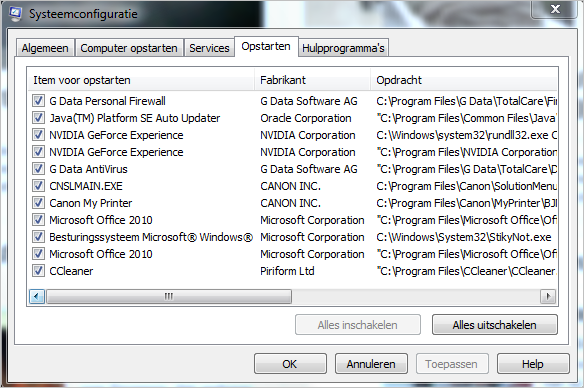 Systeemconfiguratie
Algemeen Computer opstarten Services Opstarten Hulpprogramma's
Item voor opstarten Fabrikant Opdracht
G Data Personal Firewall G Data Software AG C:\Program Files\G Data\TotalCare\Fi
Java(TM) Platform SE Auto Updater Oracle Corporation "C:\Program Files\Common Files\Java
NVIDIA GeForce Experience NVIDIA Corporation C:\Windows\system32\rundll32.exe C
NVIDIA GeForce Experience NVIDIA Corporation "C:\Program Files\NVIDIA Corporation
G Data AntiVirus G Data Software AG "C:\Program Files\G Data\TotalCare\D
CNSLMAIN.EXE CANON INC. C:\Program Files\Canon\SolutionMenu
Canon My Printer CANON INC. C:\Program Files\Canon\MyPrinter\BJ
Microsoft Office 2010 Microsoft Corporation "C:\Program Files\Microsoft Office\Of
Besturingssysteem Microsoft® Windows® Microsoft Corporation C:\Windows\System32\StikyNot.exe
Microsoft Office 2010 Microsoft Corporation "C:\Program Files\Microsoft Office\Of
CCleaner Piriform Ltd "C:\Program Files\CCleaner\CCleaner
Alles inschakelen Alles uitschakelen
OK Annuleren Toepassen Help